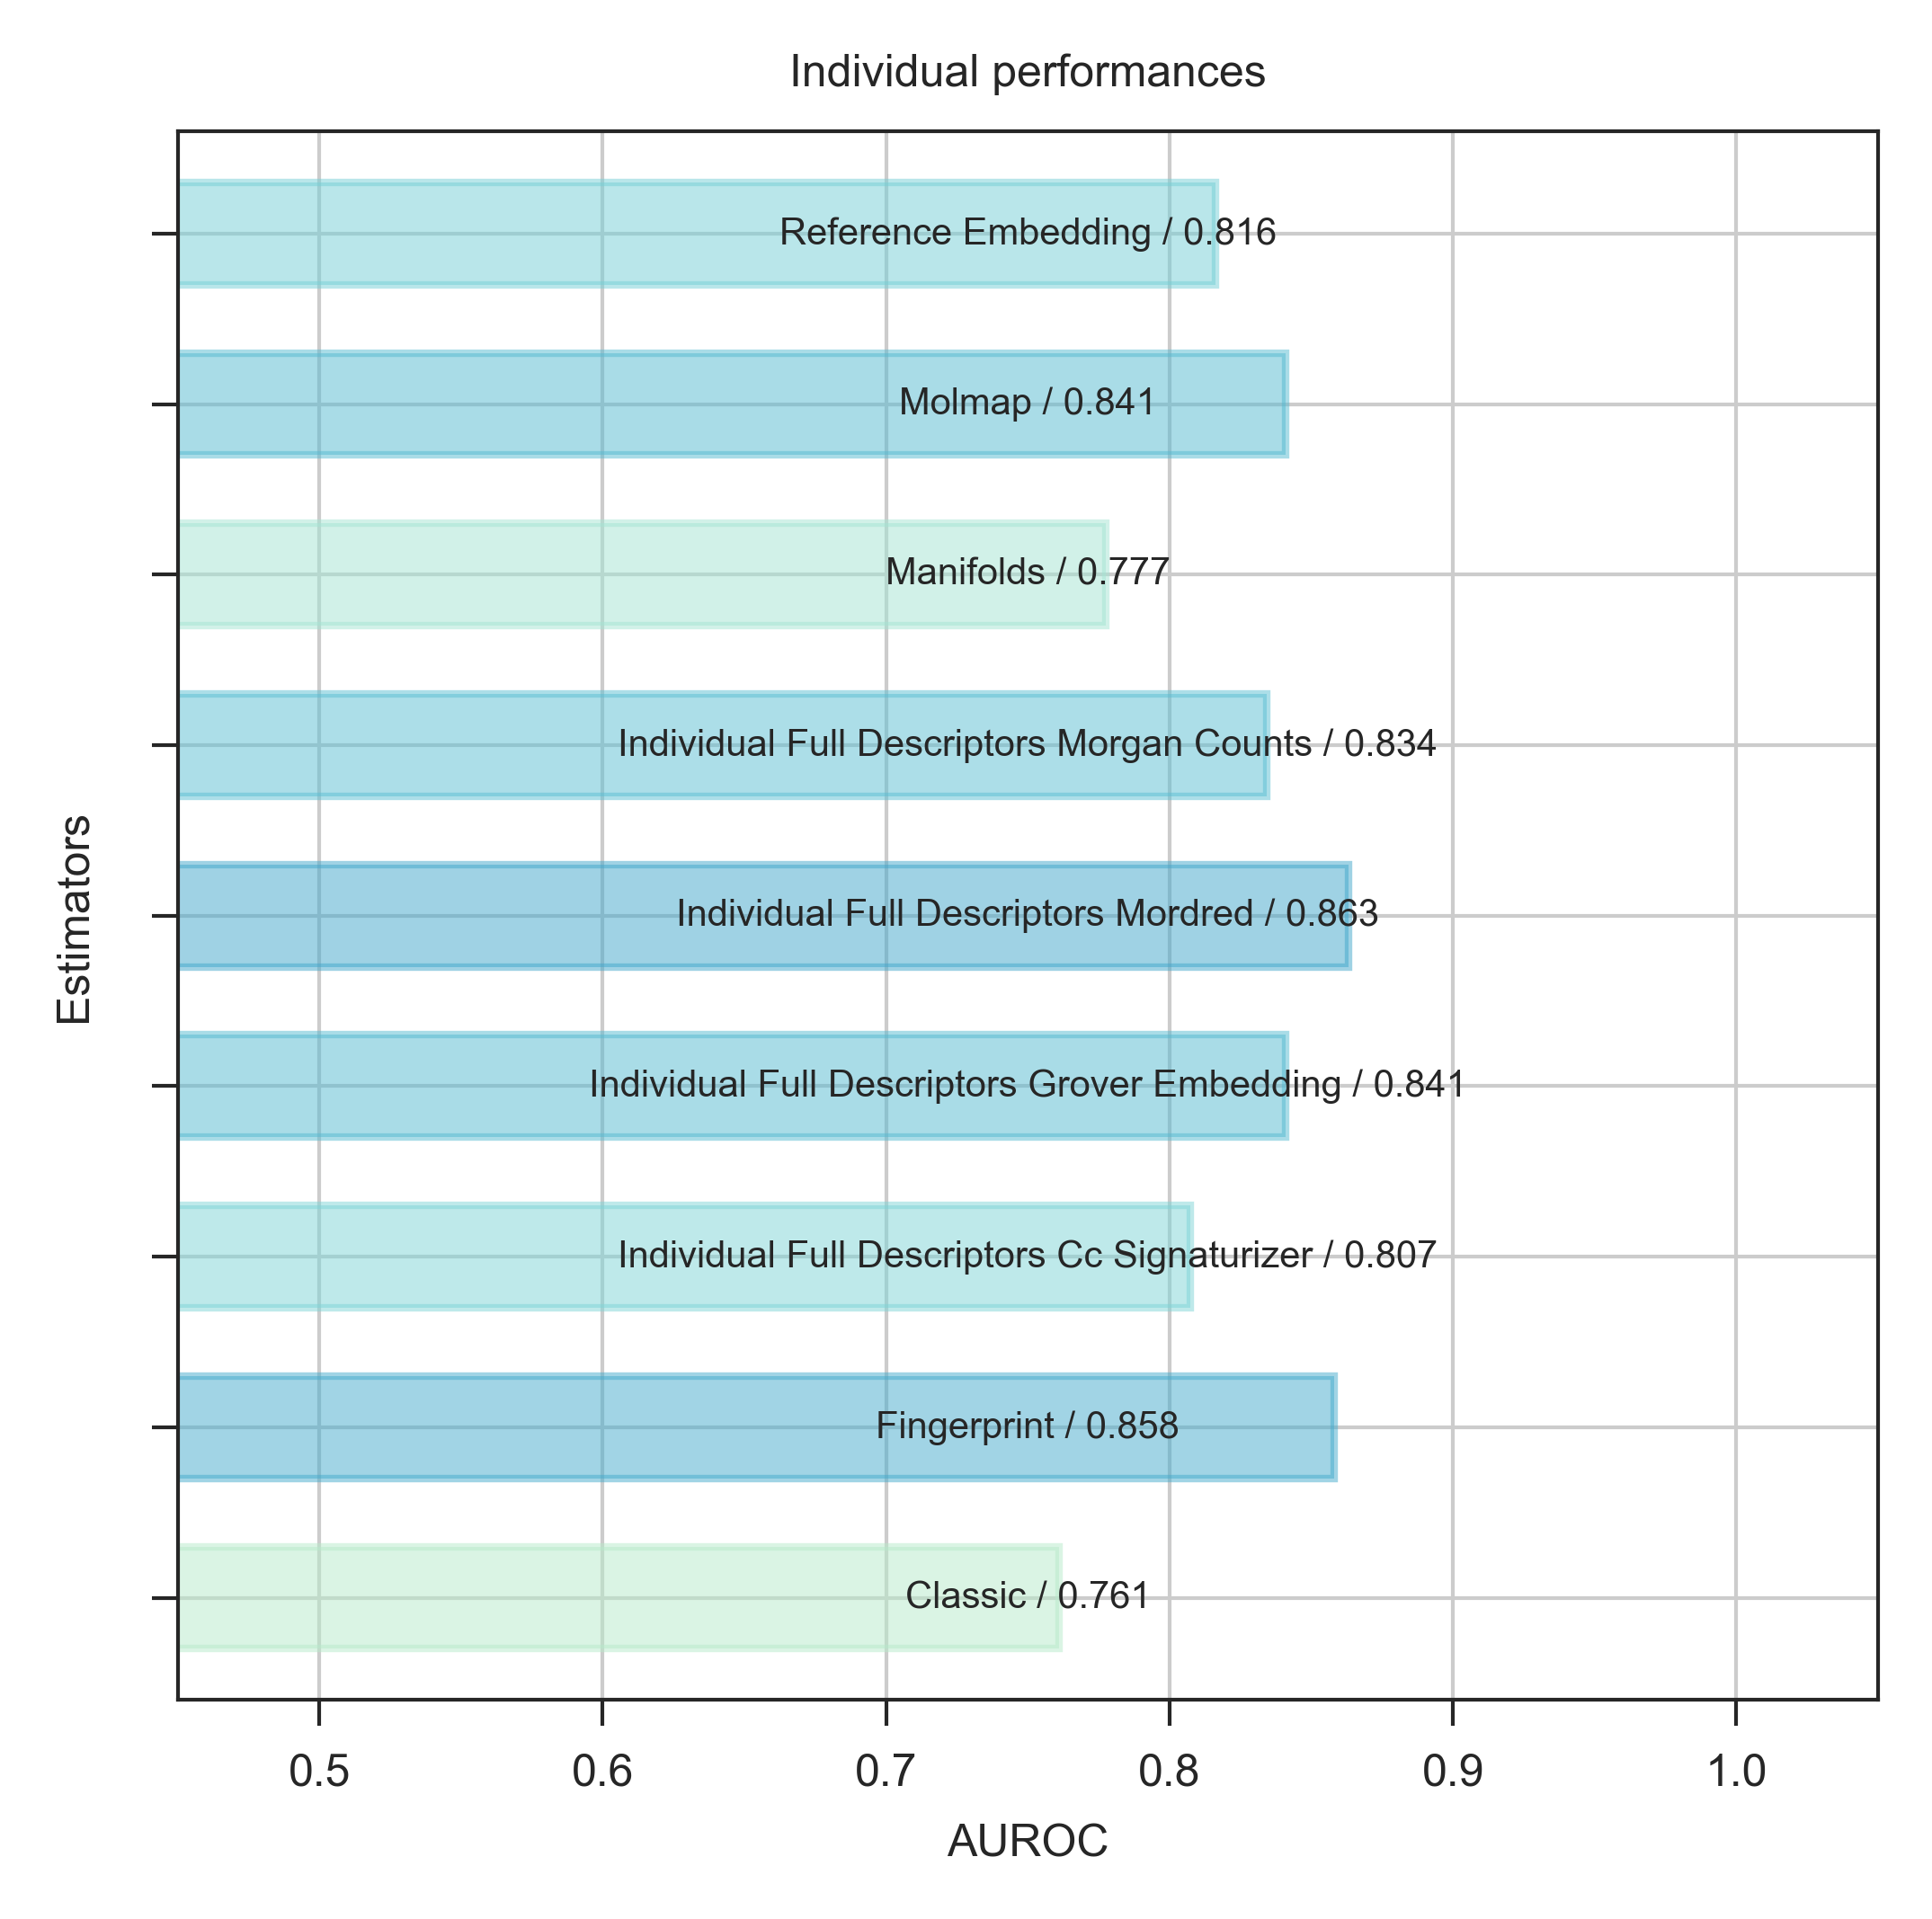 Individual performances
Reference Embedding / 0.816
Molmap / 0.841
Manifolds / 0.777
Individual Full Descriptors Morgan Counts / 0.834
Individual Full Descriptors Mordred / 0.863
Individual Full Descriptors Grover Embedding / 0.841
Individual Full Descriptors Cc Signaturizer / 0.807
Fingerprint / 0.858
Classic / 0.761
Estimators
0.5 0.6 0.7 0.8 0.9 1.0
AUROC